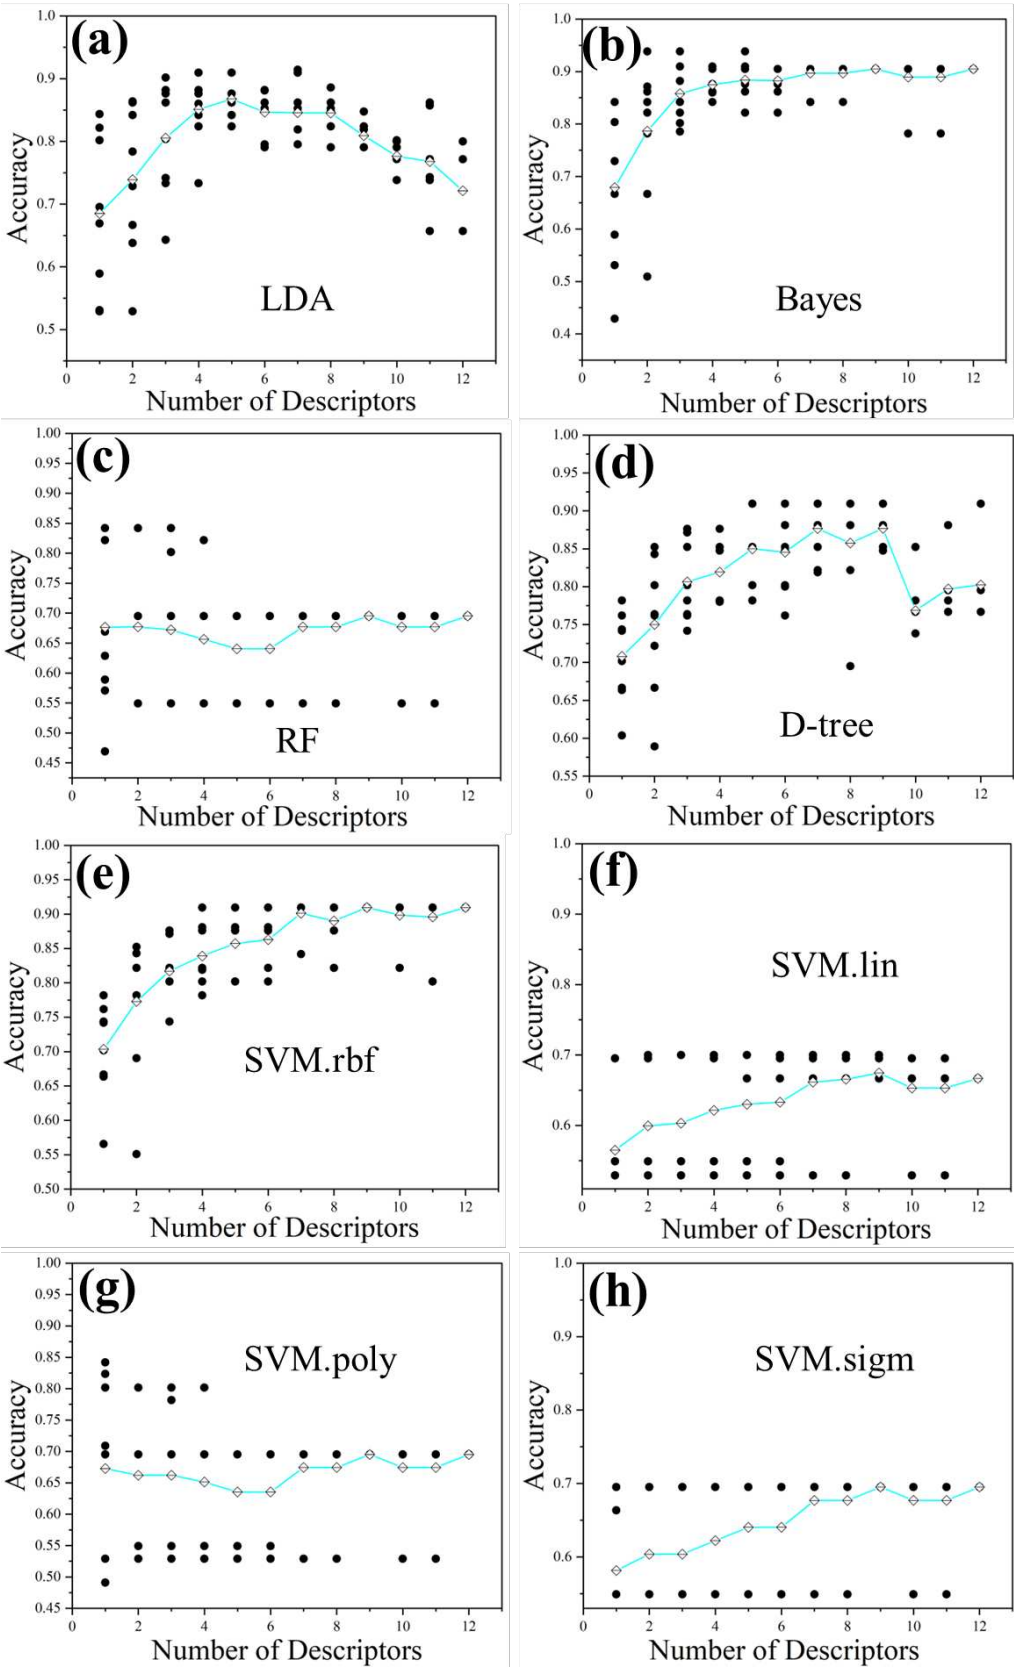 (a)
1.0
0.9
0.8
0.7
0.6
0.5
Accuracy
LDA
0 2 4 6 8 10 12
Number of Descriptors
(b)
1.0
0.9
0.8
0.7
0.6
0.5
0.4
Accuracy
Bayes
0 2 4 6 8 10 12
Number of Descriptors
(c)
1.00
0.95
0.90
0.85
0.80
0.75
0.70
0.65
0.60
0.55
0.50
0.45
Accuracy
RF
0 2 4 6 8 10 12
Number of Descriptors
(d)
1.00
0.95
0.90
0.85
0.80
0.75
0.70
0.65
0.60
0.55
Accuracy
D-tree
0 2 4 6 8 10 12
Number of Descriptors
(e)
1.00
0.95
0.90
0.85
0.80
0.75
0.70
0.65
0.60
0.55
0.50
Accuracy
SVM.rbf
0 2 4 6 8 10 12
Number of Descriptors
(f)
1.0
0.9
0.8
0.7
0.6
Accuracy
SVM.lin
0 2 4 6 8 10 12
Number of Descriptors
(g)
1.00
0.95
0.90
0.85
0.80
0.75
0.70
0.65
0.60
0.55
0.50
0.45
Accuracy
SVM.poly
0 2 4 6 8 10 12
Number of Descriptors
(h)
1.0
0.9
0.8
0.7
0.6
Accuracy
SVM.sigm
0 2 4 6 8 10 12
Number of Descriptors